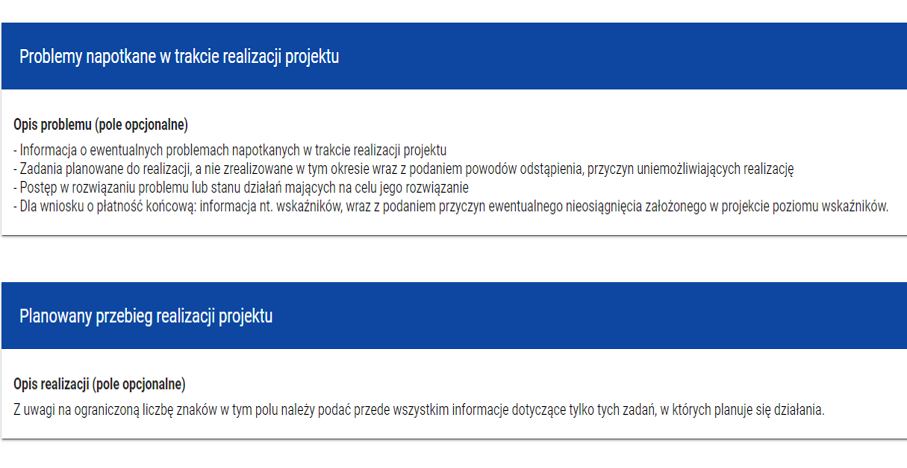 Problemy napotkane w trakcie realizacji projektu
Opis problemu (pole opcjonalne)
- Informacja o ewentualnych problemach napotkanych w trakcie realizacji projektu
- Zadania planowane do realizacji, a nie zrealizowane w tym okresie wraz z podaniem powodów odstąpienia, przyczyn uniemożliwiających realizację
- Postęp w rozwiązaniu problemu lub stanu działań mających na celu jego rozwiązanie
- Dla wniosku o płatność końcową: informacja nt. wskaźników, wraz z podaniem przyczyn ewentualnego nieosiągnięcia założonego w projekcie poziomu wskaźników.
Planowany przebieg realizacji projektu
Opis realizacji (pole opcjonalne)
Z uwagi na ograniczoną liczbę znaków w tym polu należy podać przede wszystkim informacje dotyczące tylko tych zadań, w których planuje się działania.